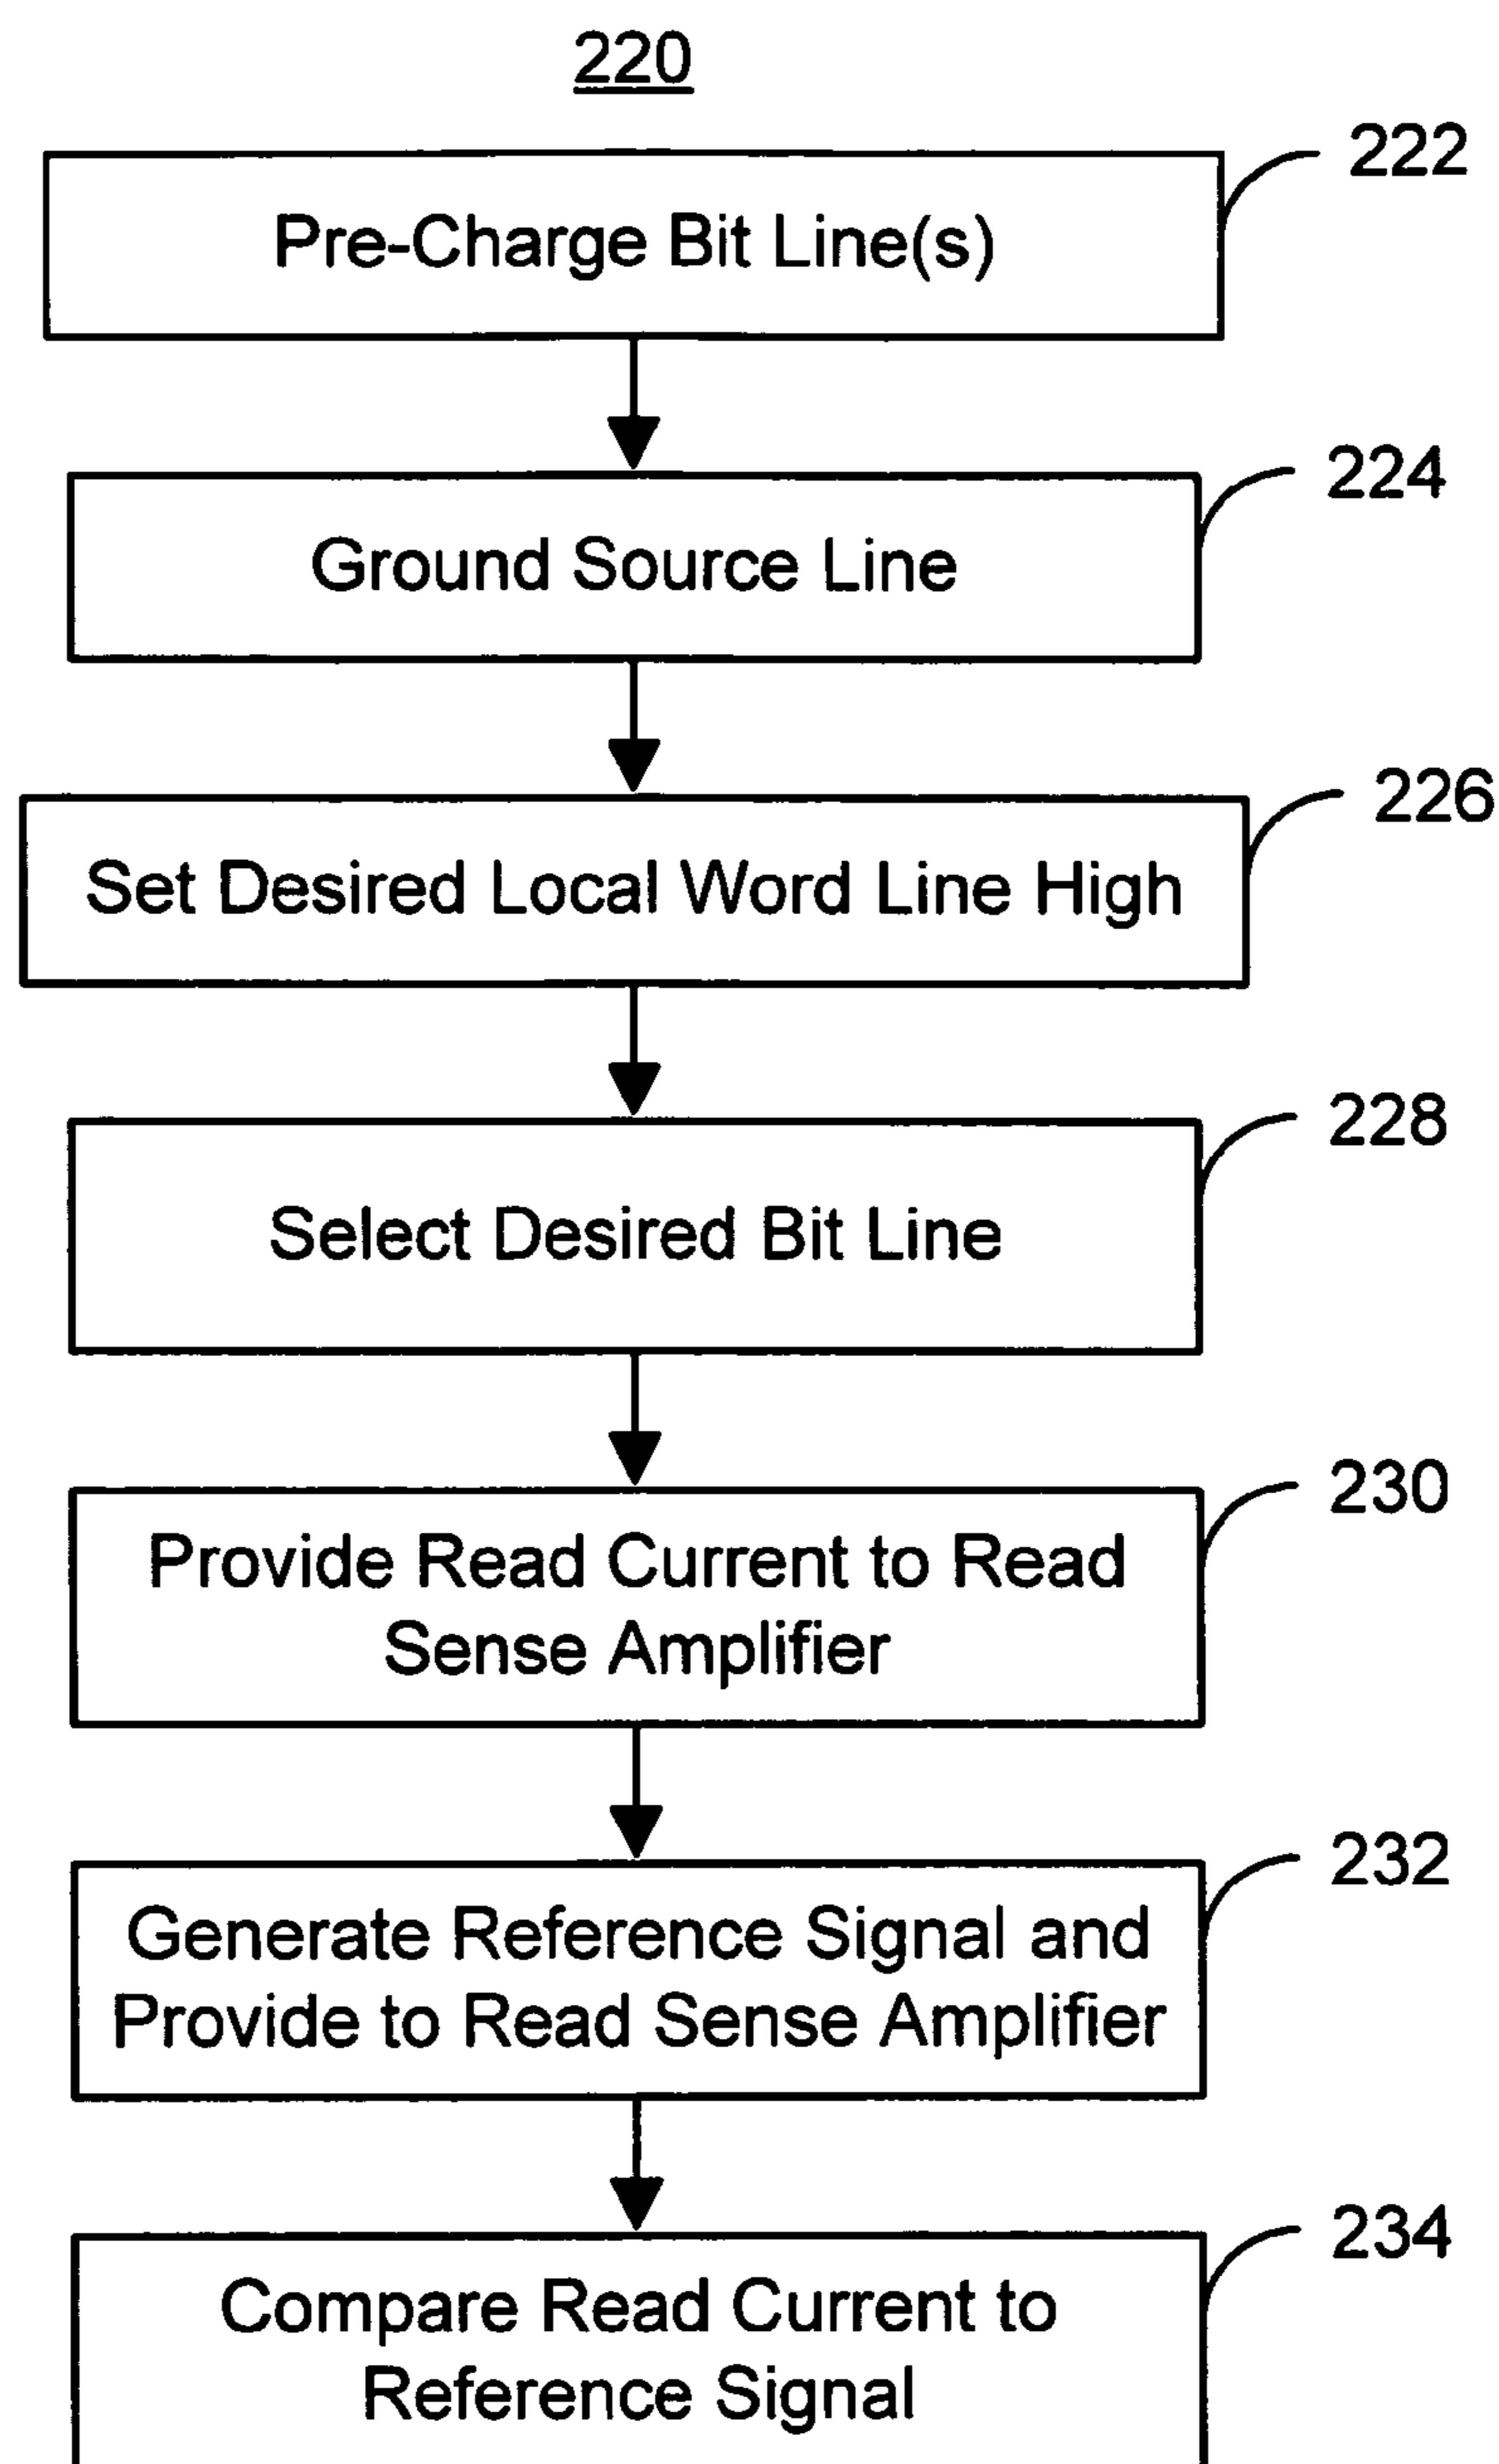 220
222
Pre-Charge Bit Line(s)
224
Ground Source Line
226
Set Desired Local Word Line High
228
Select Desired Bit Line
230
Provide Read Current to Read
Sense Amplifier
232
Generate Reference Signal and
Provide to Read Sense Amplifier
234
Compare Read Current to
Reference Signal